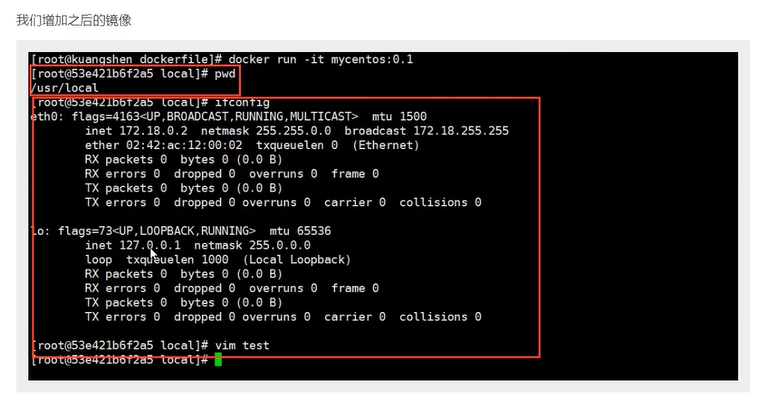 我们增加之后的镜像
[root@kuangshen dockerfile]# docker run -it mycentos:0.1
[root@53e421b6f2a5 local]# pwd
/usr/local
[root@53e421b6f2a5 local]# ifconfig
eth0: flags=4163<UP,BROADCAST,RUNNING,MULTICAST>  mtu 1500
        inet 172.18.0.2  netmask 255.255.0.0  broadcast 172.18.255.255
        ether 02:42:ac:12:00:02  txqueuelen 0  (Ethernet)
        RX packets 0  bytes 0 (0.0 B)
        RX errors 0  dropped 0  overruns 0  frame 0
        TX packets 0  bytes 0 (0.0 B)
        TX errors 0  dropped 0 overruns 0  carrier 0  collisions 0
lo: flags=73<UP,LOOPBACK,RUNNING>  mtu 65536
        inet 127.0.0.1  netmask 255.0.0.0
        loop  txqueuelen 1000  (Local Loopback)
        RX packets 0  bytes 0 (0.0 B)
        RX errors 0  dropped 0  overruns 0  frame 0
        TX packets 0  bytes 0 (0.0 B)
        TX errors 0  dropped 0 overruns 0  carrier 0  collisions 0
[root@53e421b6f2a5 local]# vim test
[root@53e421b6f2a5 local]#